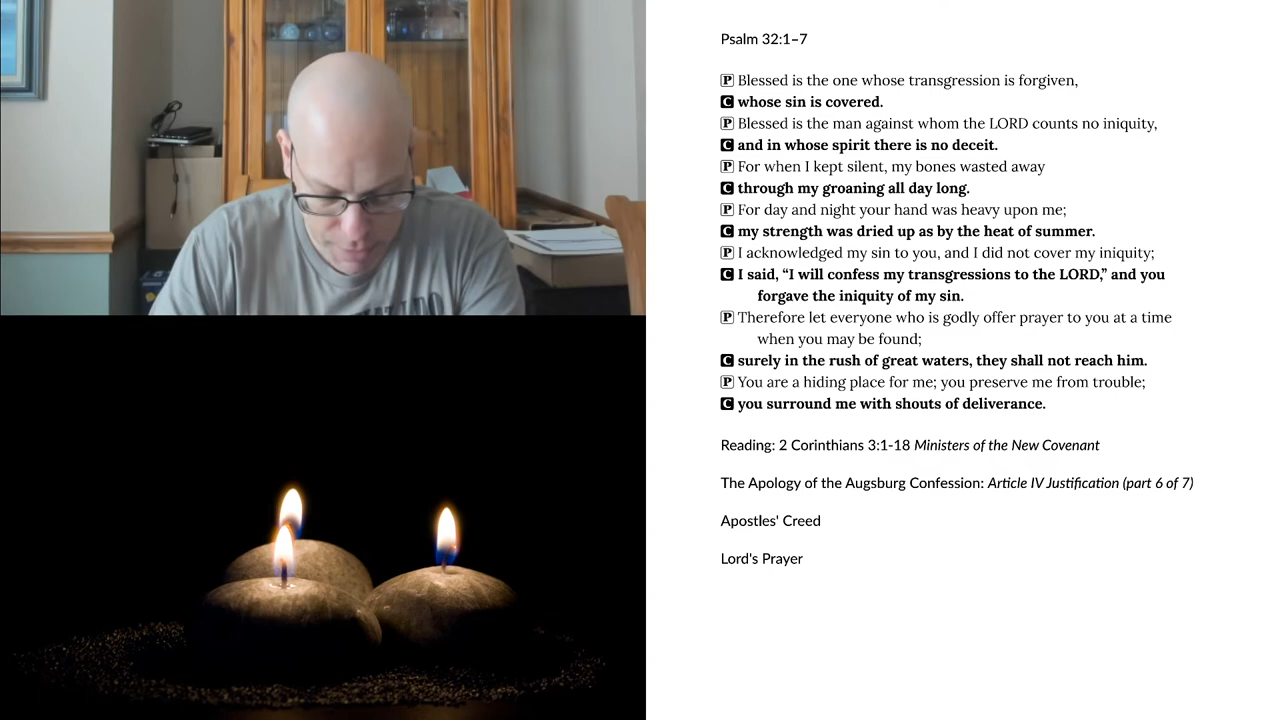 Psalm 32:1–7
P Blessed is the one whose transgression is forgiven,
C whose sin is covered.
P Blessed is the man against whom the LORD counts no iniquity,
C and in whose spirit there is no deceit.
P For when I kept silent, my bones wasted away
C through my groaning all day long.
P For day and night your hand was heavy upon me;
C my strength was dried up as by the heat of summer.
P I acknowledged my sin to you, and I did not cover my iniquity;
C I said, “I will confess my transgressions to the LORD,” and you
forgave the iniquity of my sin.
P Therefore let everyone who is godly offer prayer to you at a time
when you may be found;
C surely in the rush of great waters, they shall not reach him.
P You are a hiding place for me; you preserve me from trouble;
C you surround me with shouts of deliverance.
Reading: 2 Corinthians 3:1-18 Ministers of the New Covenant
The Apology of the Augsburg Confession: Article IV Justification (part 6 of 7)
Apostles' Creed
Lord's Prayer